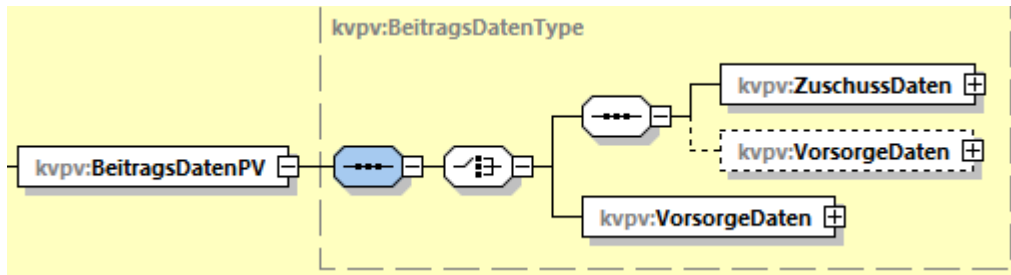 kvpv:BeitragsDatenType
kvpv:ZuschussDaten
kvpv:VorsorgeDaten
kvpv:BeitragsDatenPV
kvpv:VorsorgeDaten